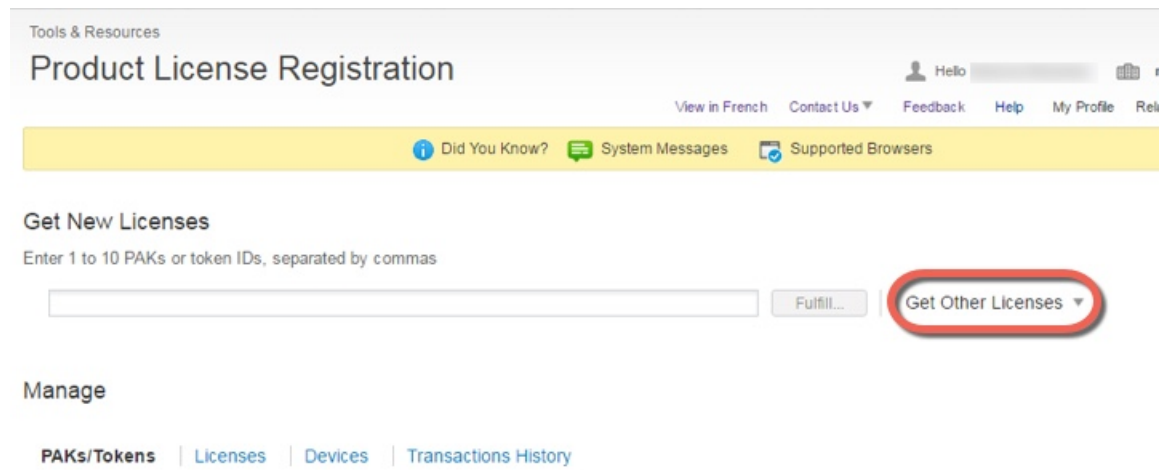 Tools & Resources
Product License Registration
Hello
View in French Contact Us Feedback Help My Profile
Did You Know? System Messages Supported Browsers
Get New Licenses
Enter 1 to 10 PAKs or token IDs, separated by commas
Fulfill... Get Other Licenses
Manage
PAKs/Tokens Licenses Devices Transactions History